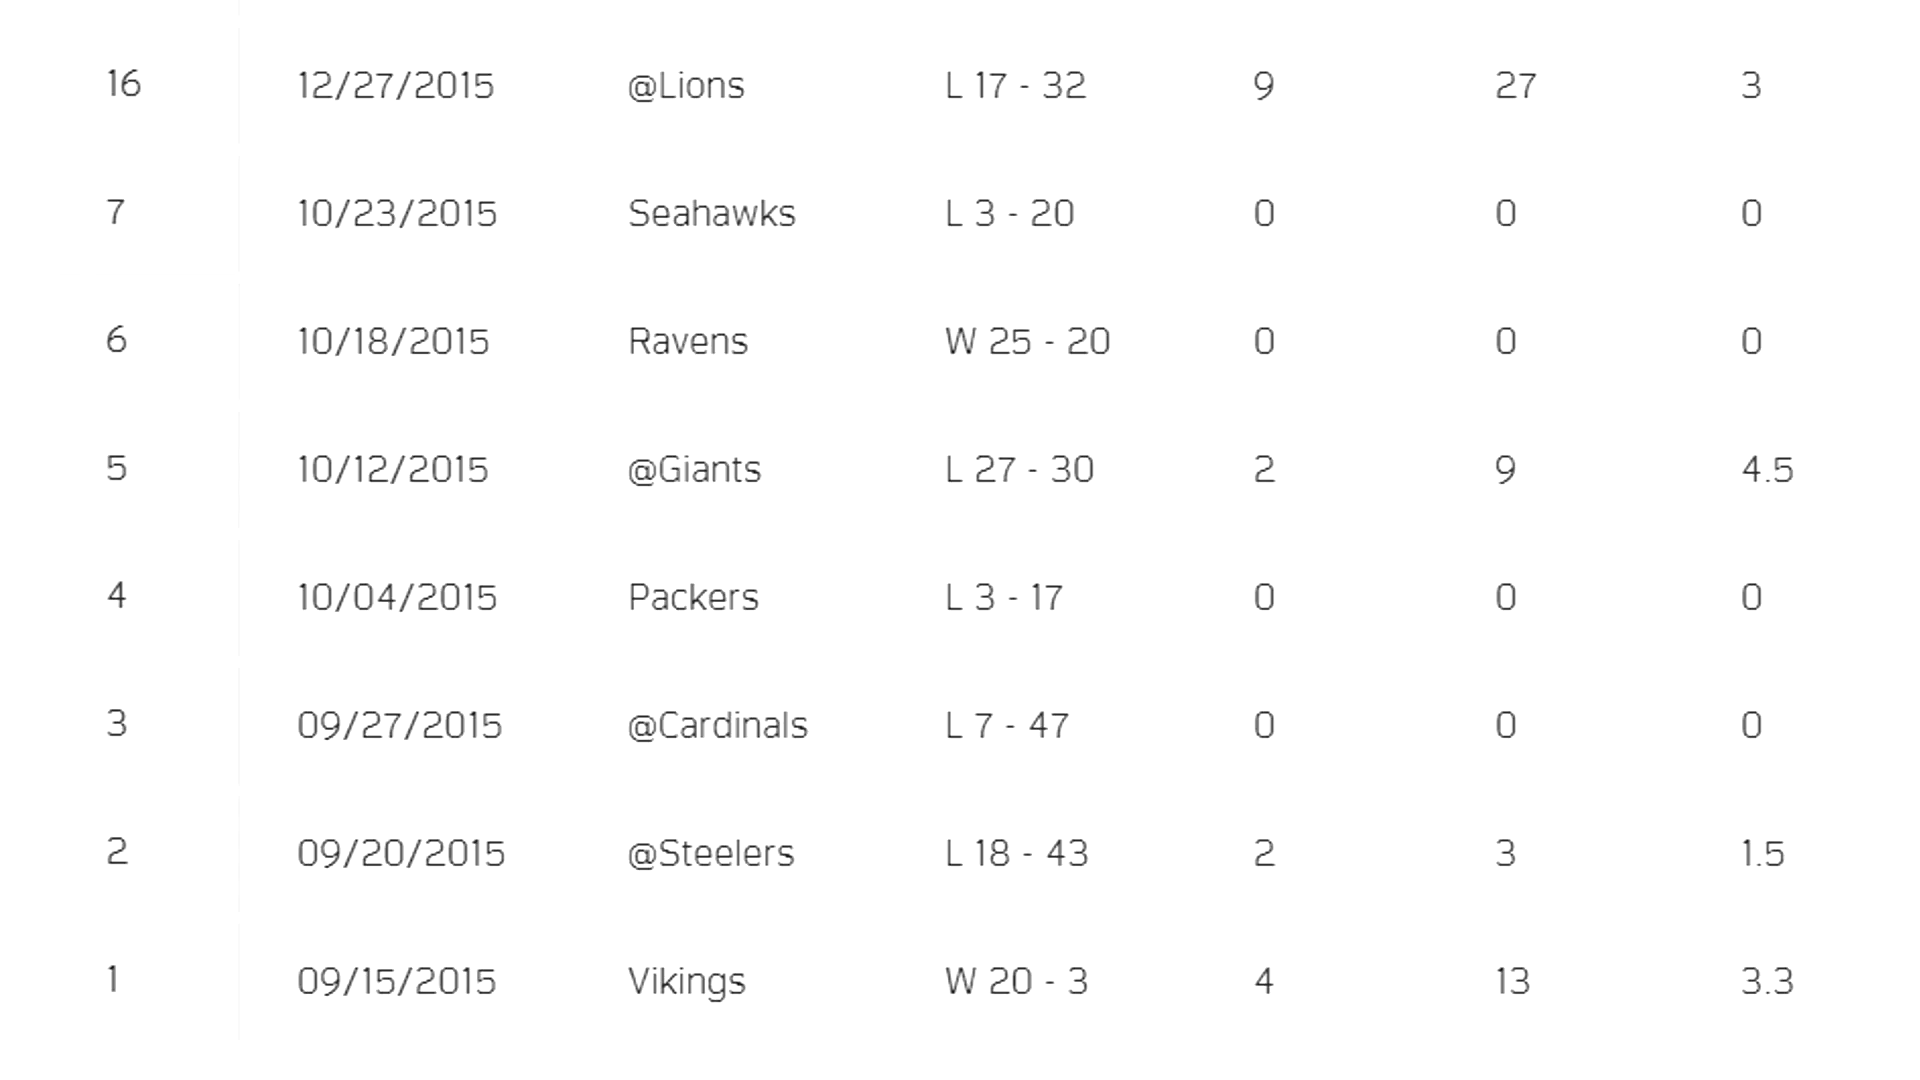 16 12/27/2015 @Lions L 17 - 32 9 27 3
7 10/23/2015 Seahawks L 3 - 20 0 0 0
6 10/18/2015 Ravens W 25 - 20 0 0 0
5 10/12/2015 @Giants L 27 - 30 2 9 4.5
4 10/04/2015 Packers L 3 - 17 0 0 0
3 09/27/2015 @Cardinals L 7 - 47 0 0 0
2 09/20/2015 @Steelers L 18 - 43 2 3 1.5
1 09/15/2015 Vikings W 20 - 3 4 13 3.3